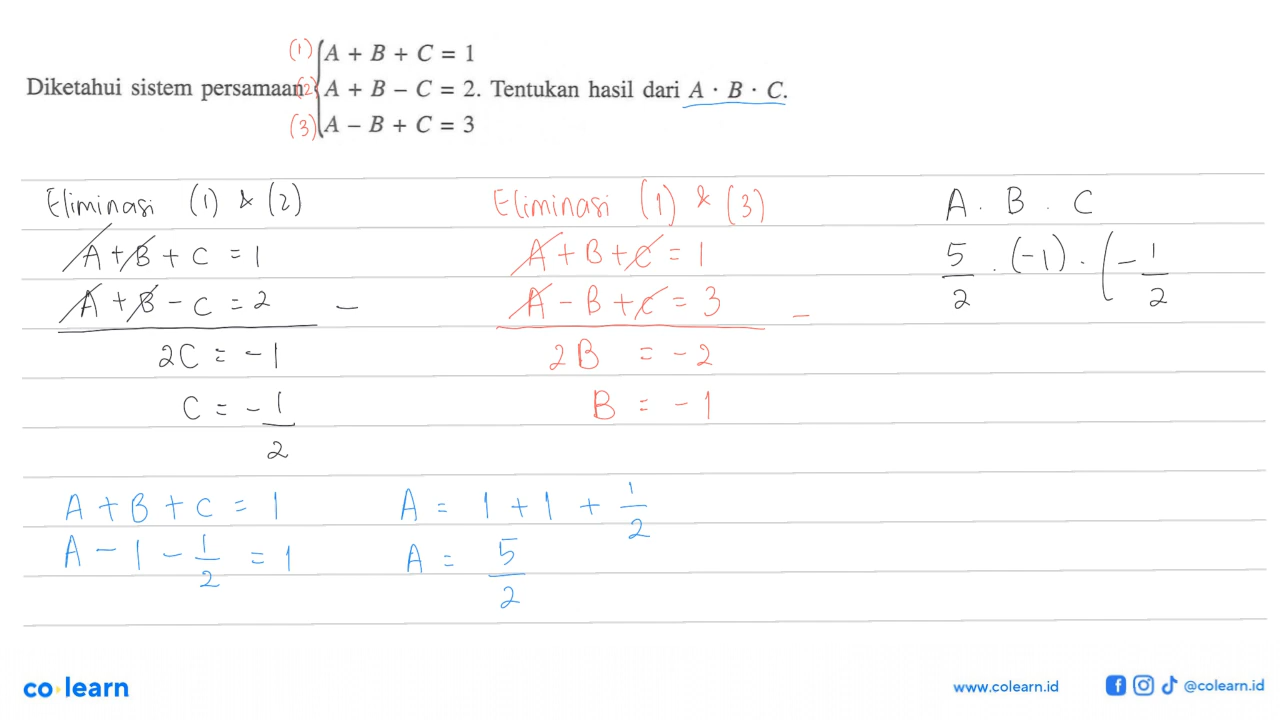 (1) A + B + C = 1
Diketahui sistem persamaan (2) A + B − C = 2. Tentukan hasil dari A · B · C.
(3) A − B + C = 3
Eliminasi (1) & (2)
A + B + C = 1
A + B − C = 2 −
2C = −1
C = −1/2
Eliminasi (1) & (3)
A + B + C = 1
A − B + C = 3 −
2B = −2
B = −1
A . B . C
5/2 . (−1) . (−1/2
A + B + C = 1
A − 1 − 1/2 = 1
A = 1 + 1 + 1/2
A = 5/2
co learn
www.colearn.id
@colearn.id